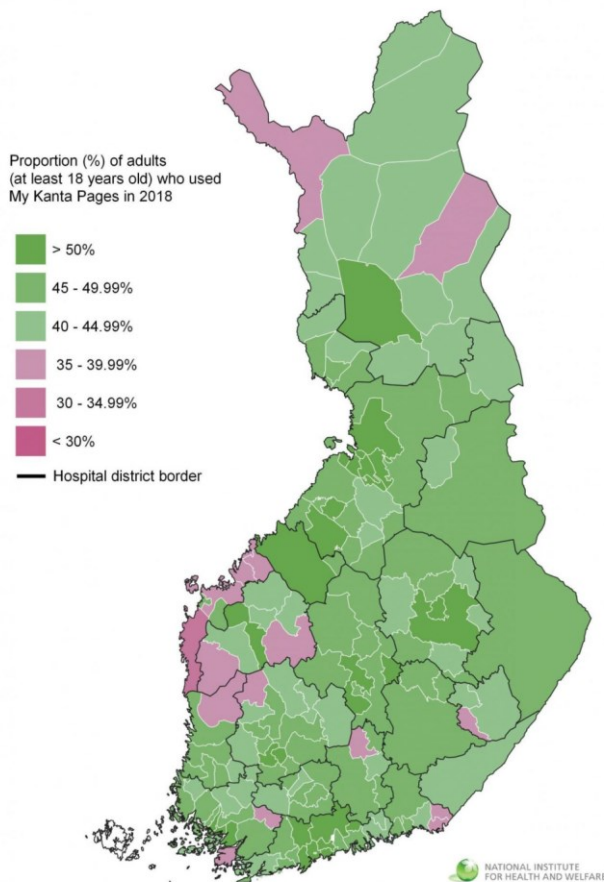 Proportion (%) of adults
(at least 18 years old) who used
My Kanta Pages in 2018
> 50%
45 - 49.99%
40 - 44.99%
35 - 39.99%
30 - 34.99%
< 30%
Hospital district border
NATIONAL INSTITUTE
FOR HEALTH AND WELFARE